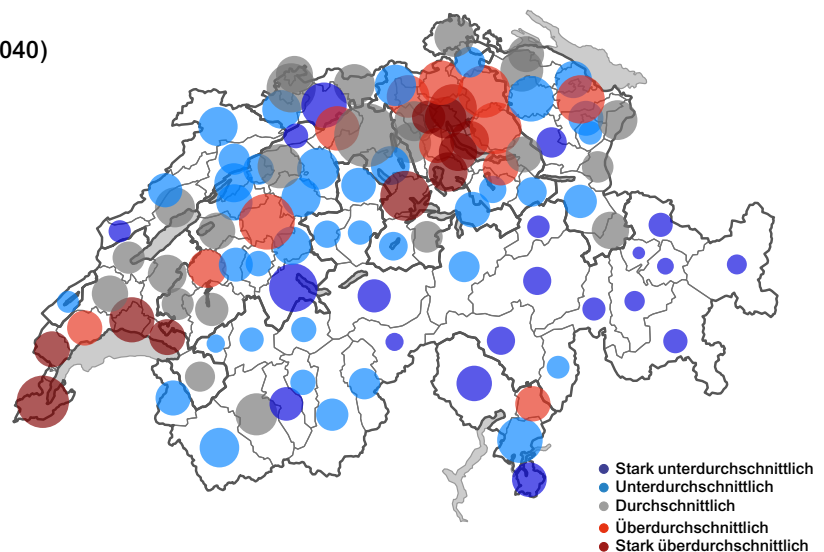 040)
Stark unterdurchschnittlich
Unterdurchschnittlich
Durchschnittlich
Überdurchschnittlich
Stark überdurchschnittlich